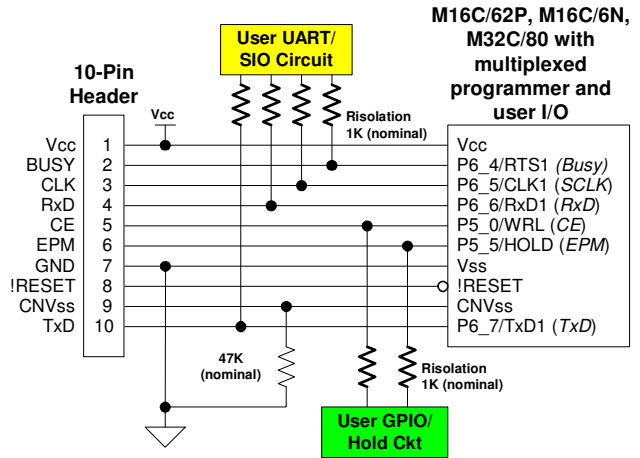 M16C/62P, M16C/6N,
M32C/80 with
multiplexed
programmer and
user I/O
User UART/
SIO Circuit
10-Pin
Header
Vcc
Risolation
1K (nominal)
Vcc 1 Vcc
BUSY 2 P6_4/RTS1 (Busy)
CLK 3 P6_5/CLK1 (SCLK)
RxD 4 P6_6/RxD1 (RxD)
CE 5 P5_0/WRL (CE)
EPM 6 P5_5/HOLD (EPM)
GND 7 Vss
!RESET 8 !RESET
CNVss 9 CNVss
TxD 10 P6_7/TxD1 (TxD)
47K
(nominal)
Risolation
1K (nominal)
User GPIO/
Hold Ckt